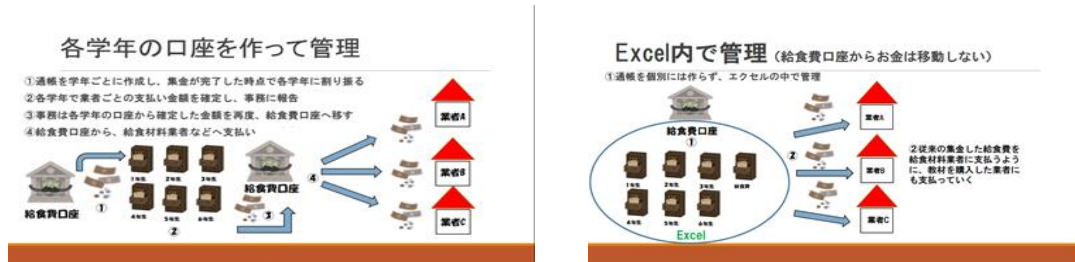 各学年の口座を作って管理
①通帳を学年ごとに作成し、集金が完了した時点で各学年に割り振る
②各学年で業者ごとの支払い金額を確定し、事務に報告
③事務は各学年の口座から確定した金額を再度、給食費口座へ移す
④給食費口座から、給食材料業者などへ支払い
給食費口座
①
1年生
2年生
3年生
4年生
5年生
6年生
②
給食費口座
③
④
業者A
業者B
業者C
Excel内で管理（給食費口座からお金は移動しない）
①通帳を個別には作らず、エクセルの中で管理
給食費口座
①
1年生
2年生
3年生
給食費
4年生
5年生
6年生
Excel
②
業者A
業者B
業者C
②従来の集金した給食費を
給食材料業者に支払うよう
に、教材を購入した業者に
も支払っていく